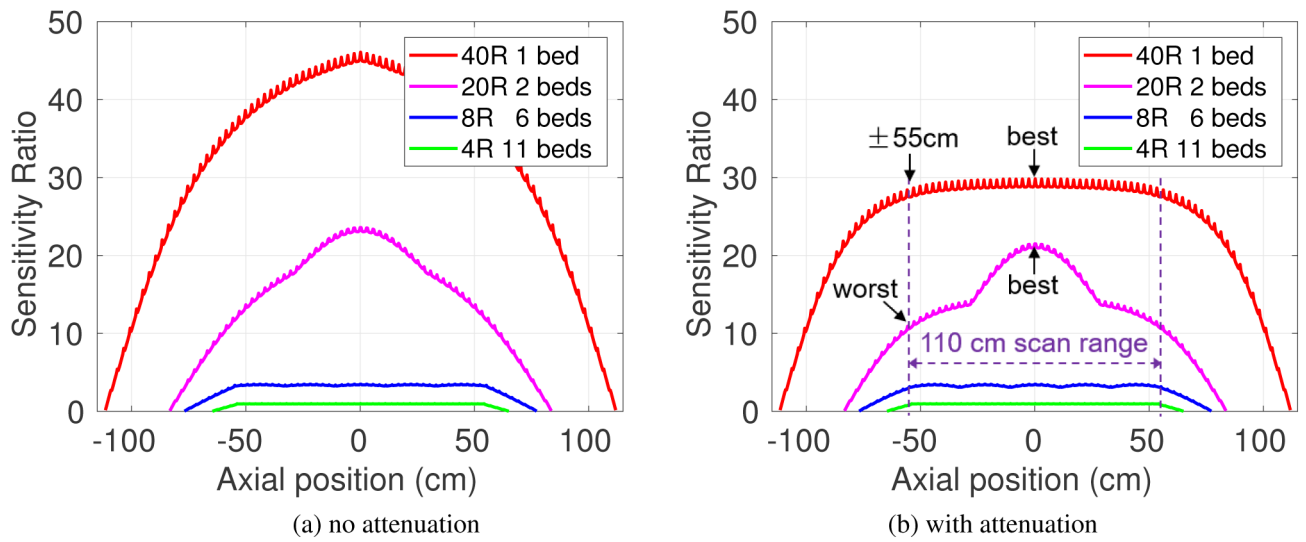 50
40
30
20
10
0
Sensitivity Ratio
40R 1 bed
20R 2 beds
8R 6 beds
4R 11 beds
-100 -50 0 50 100
Axial position (cm)
(a) no attenuation
50
40
30
20
10
0
Sensitivity Ratio
40R 1 bed
20R 2 beds
8R 6 beds
4R 11 beds
±55cm
best
worst
best
110 cm scan range
-100 -50 0 50 100
Axial position (cm)
(b) with attenuation